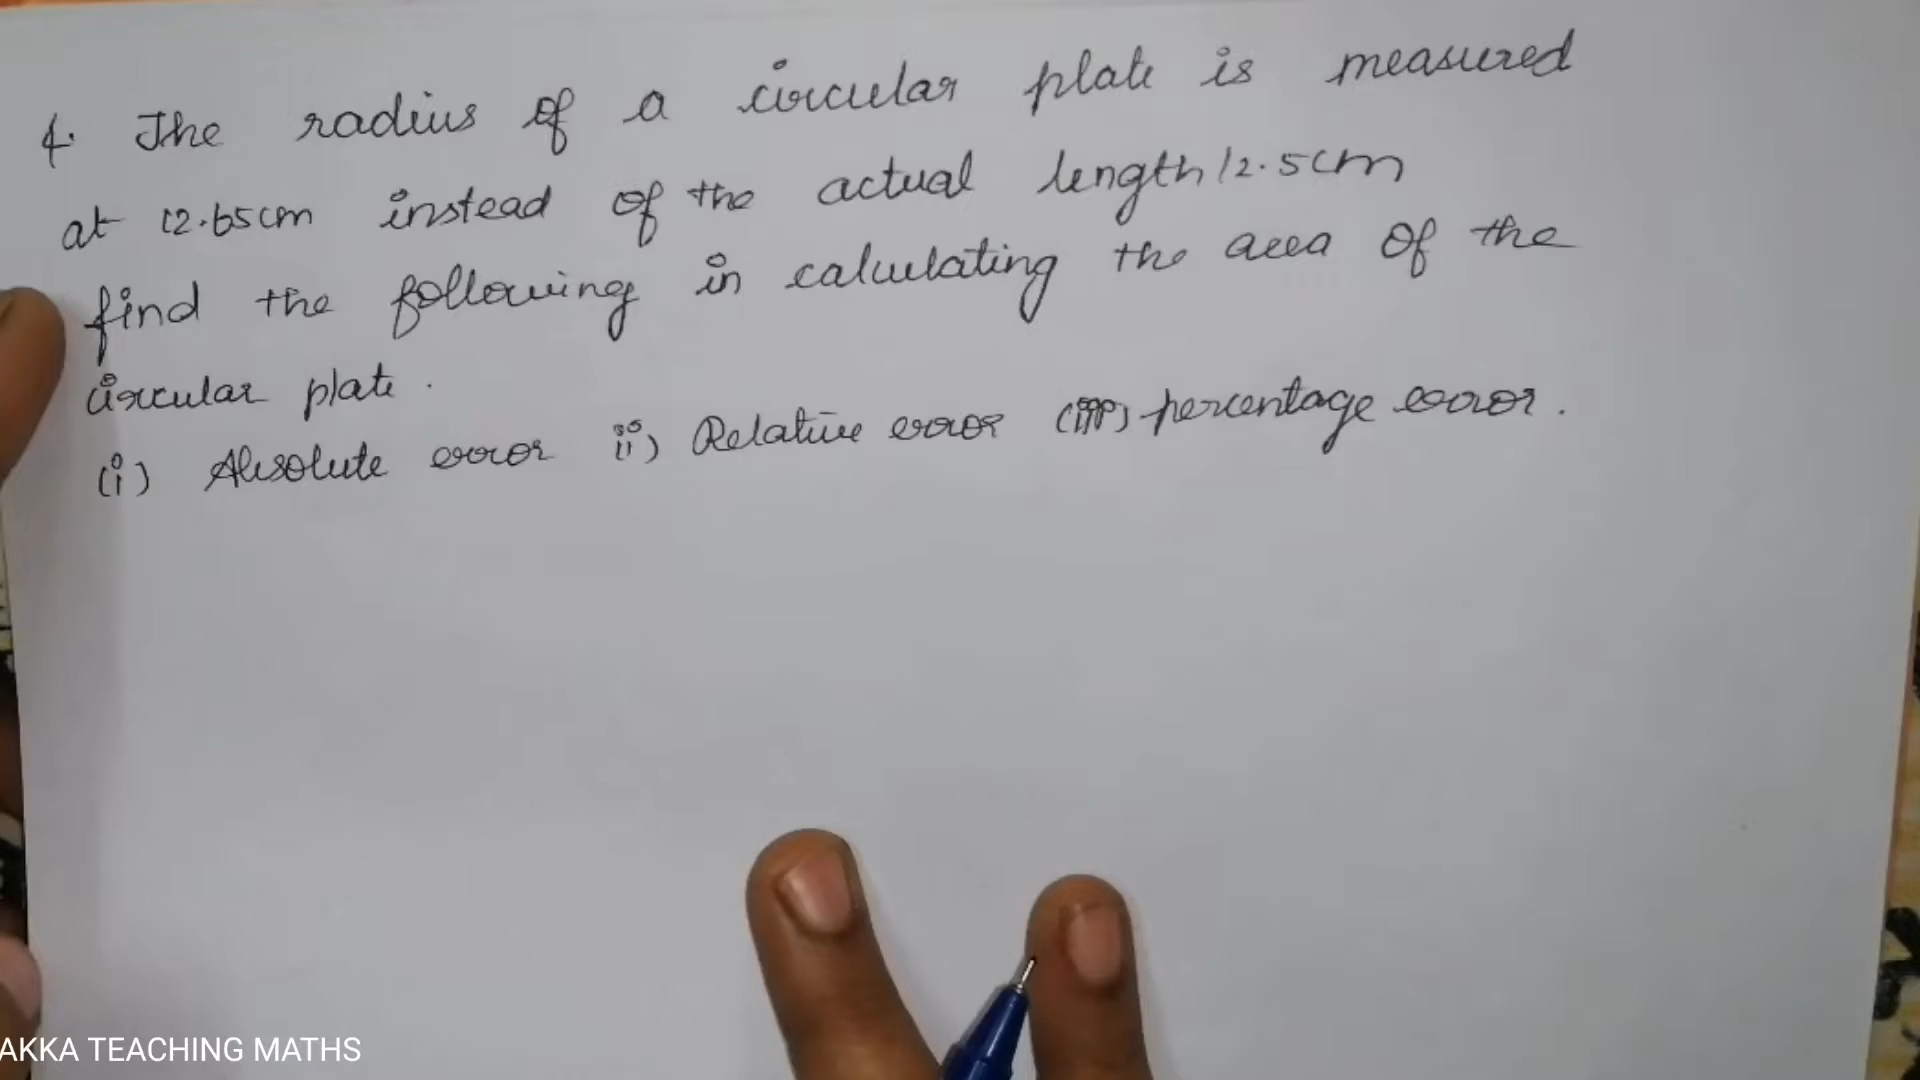 4. The radius of a circular plate is measured
at 12.65cm instead of the actual length 12.5cm
find the following in calculating the area of the
circular plate.
(i) Absolute error ii) Relative error (iii) percentage error.
AKKA TEACHING MATHS